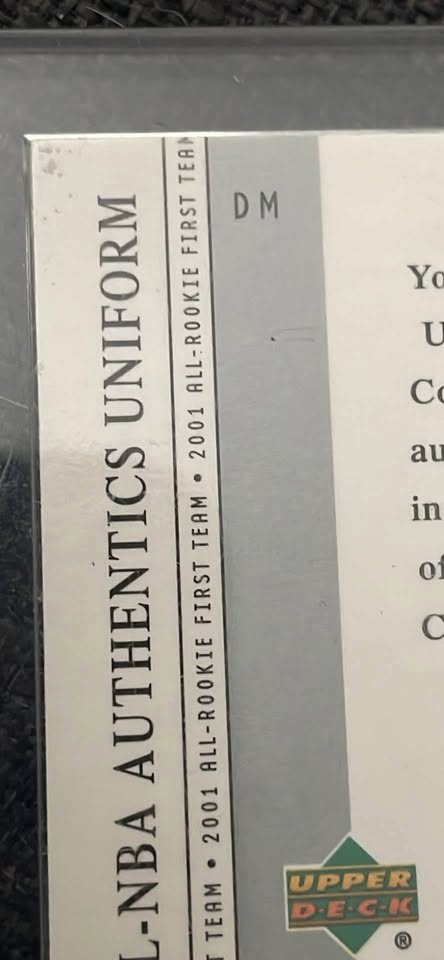 L-NBA AUTHENTICS UNIFORM
T TEAM • 2001 ALL-ROOKIE FIRST TEAM • 2001 ALL-ROOKIE FIRST TEAM
DM
Yo
U
Co
au
in
of
C
UPPER
D·E·C·K
®